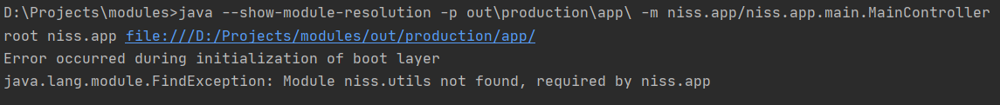 D:\Projects\modules>java --show-module-resolution -p out\production\app\ -m niss.app/niss.app.main.MainController
root niss.app file:///D:/Projects/modules/out/production/app/
Error occurred during initialization of boot layer
java.lang.module.FindException: Module niss.utils not found, required by niss.app